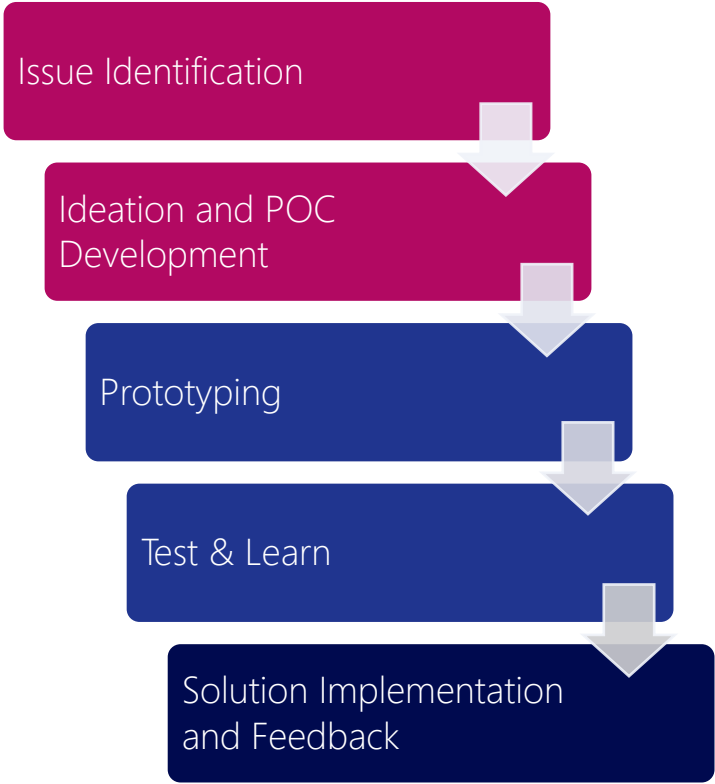 Issue Identification
Ideation and POC
Development
Prototyping
Test & Learn
Solution Implementation
and Feedback